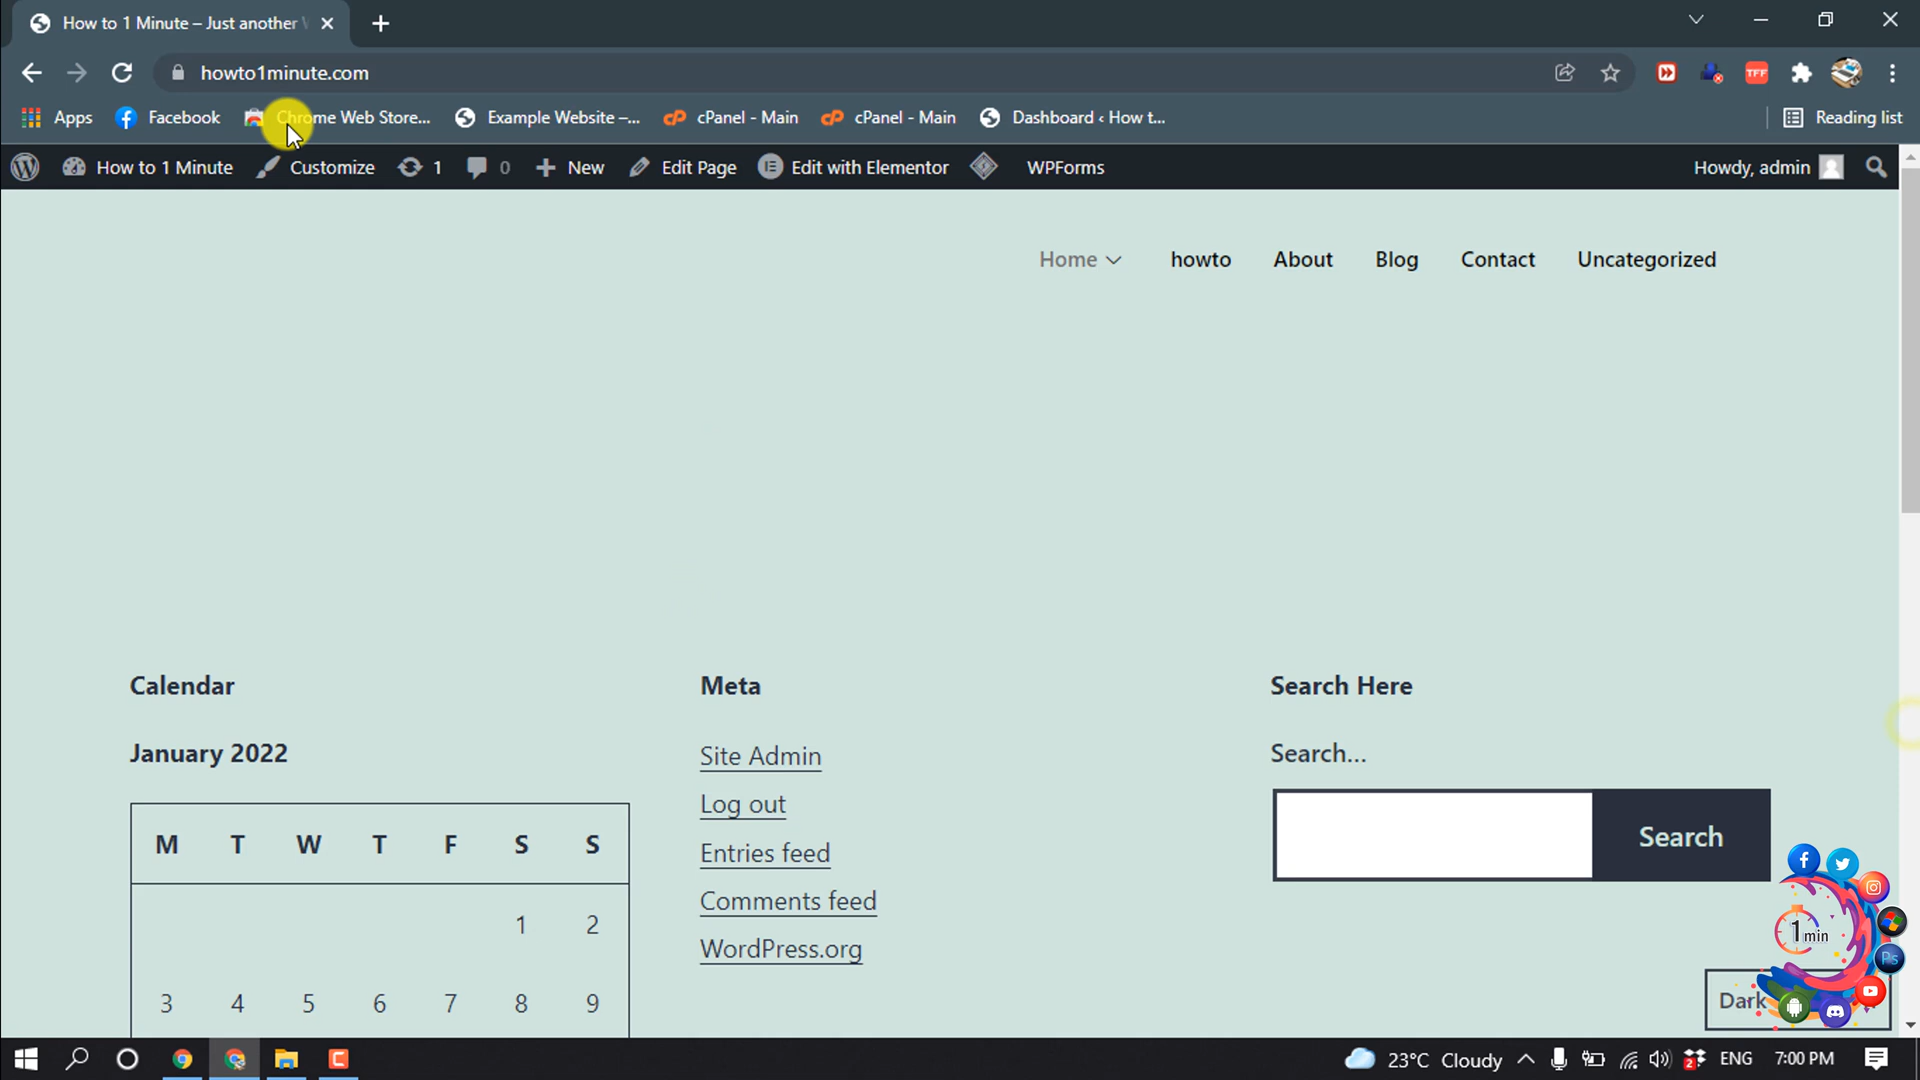 How to 1 Minute – Just another
howto1minute.com
Apps Facebook Chrome Web Store... Example Website –... cPanel - Main cPanel - Main Dashboard ‹ How t... Reading list
How to 1 Minute Customize 1 0 New Edit Page Edit with Elementor WPForms Howdy, admin
Home howto About Blog Contact Uncategorized
Calendar Meta Search Here
January 2022 Site Admin Search...
Log out
M T W T F S S Entries feed Search
Comments feed
1 2 WordPress.org
1 min
Ps
3 4 5 6 7 8 9 Dark
23°C Cloudy ENG 7:00 PM